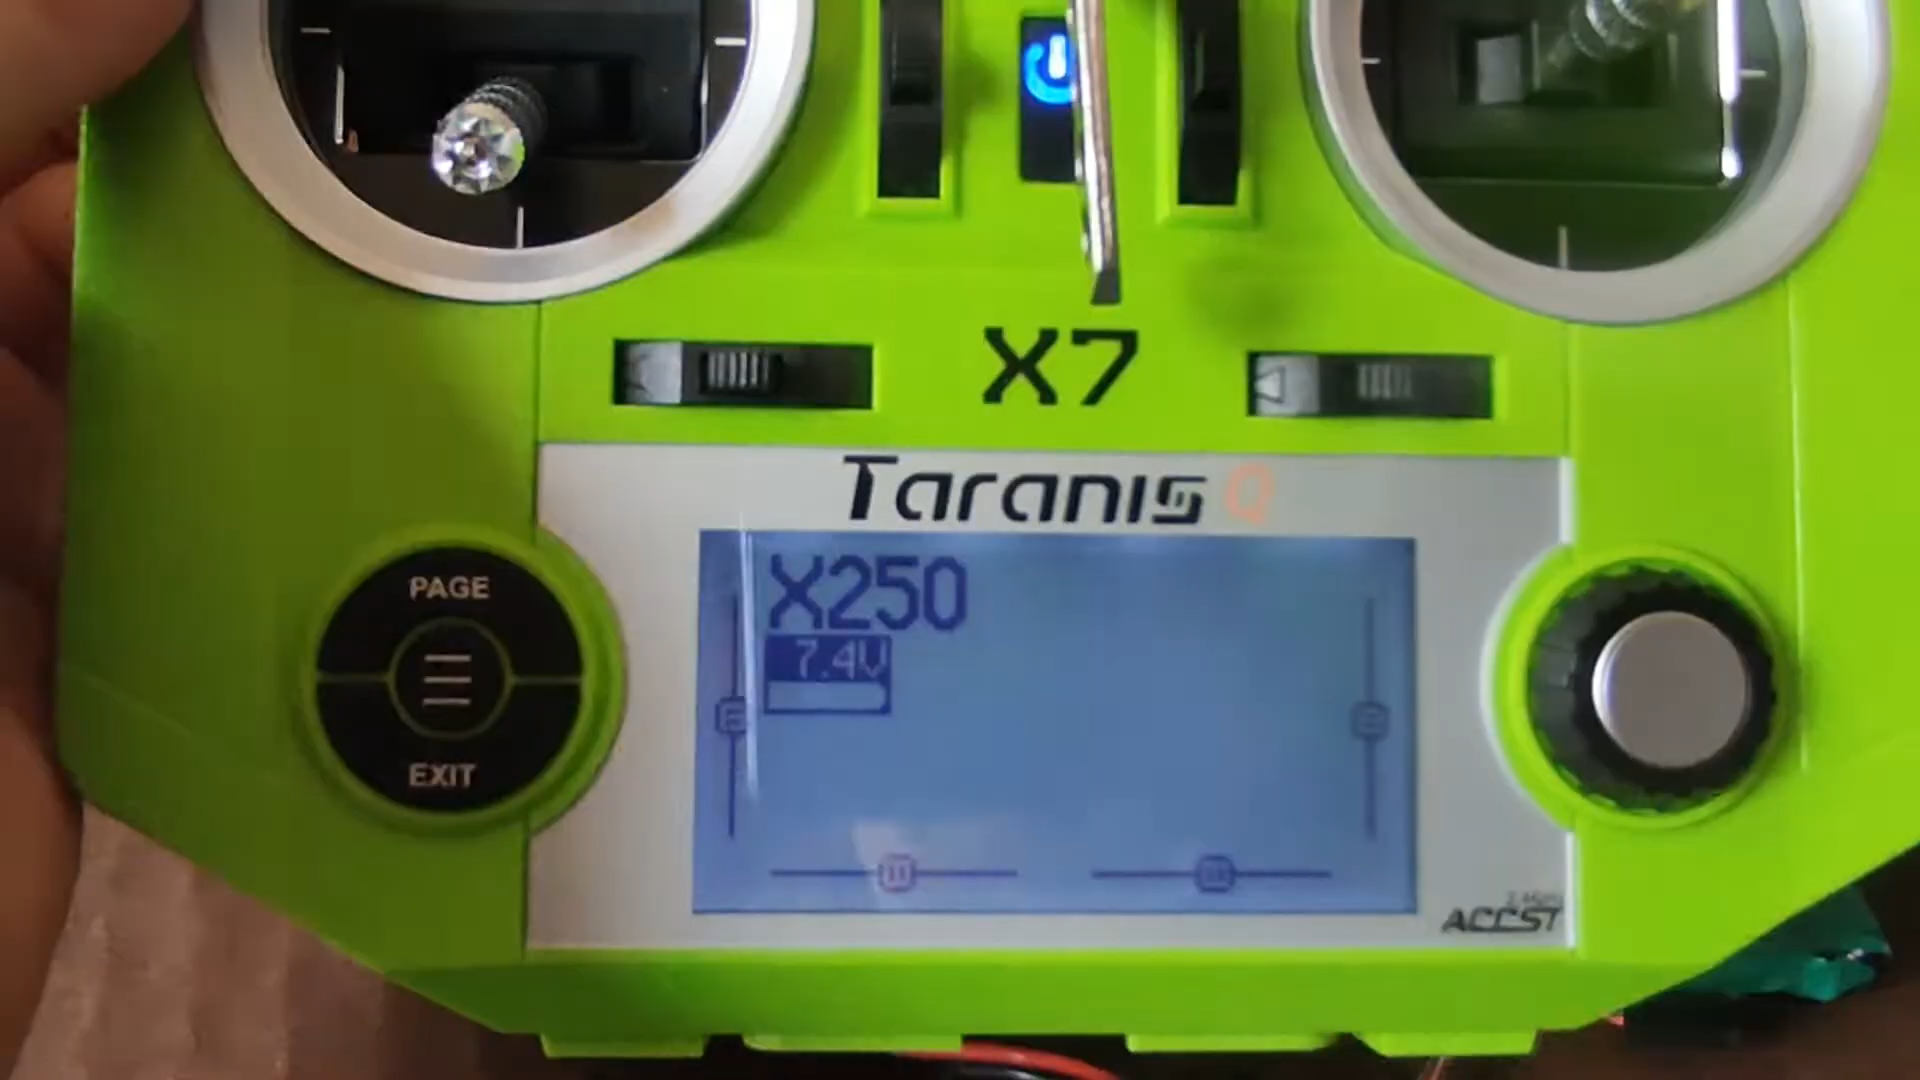 X7
Taranis Q
X250
7.4V
PAGE
EXIT
ACCST